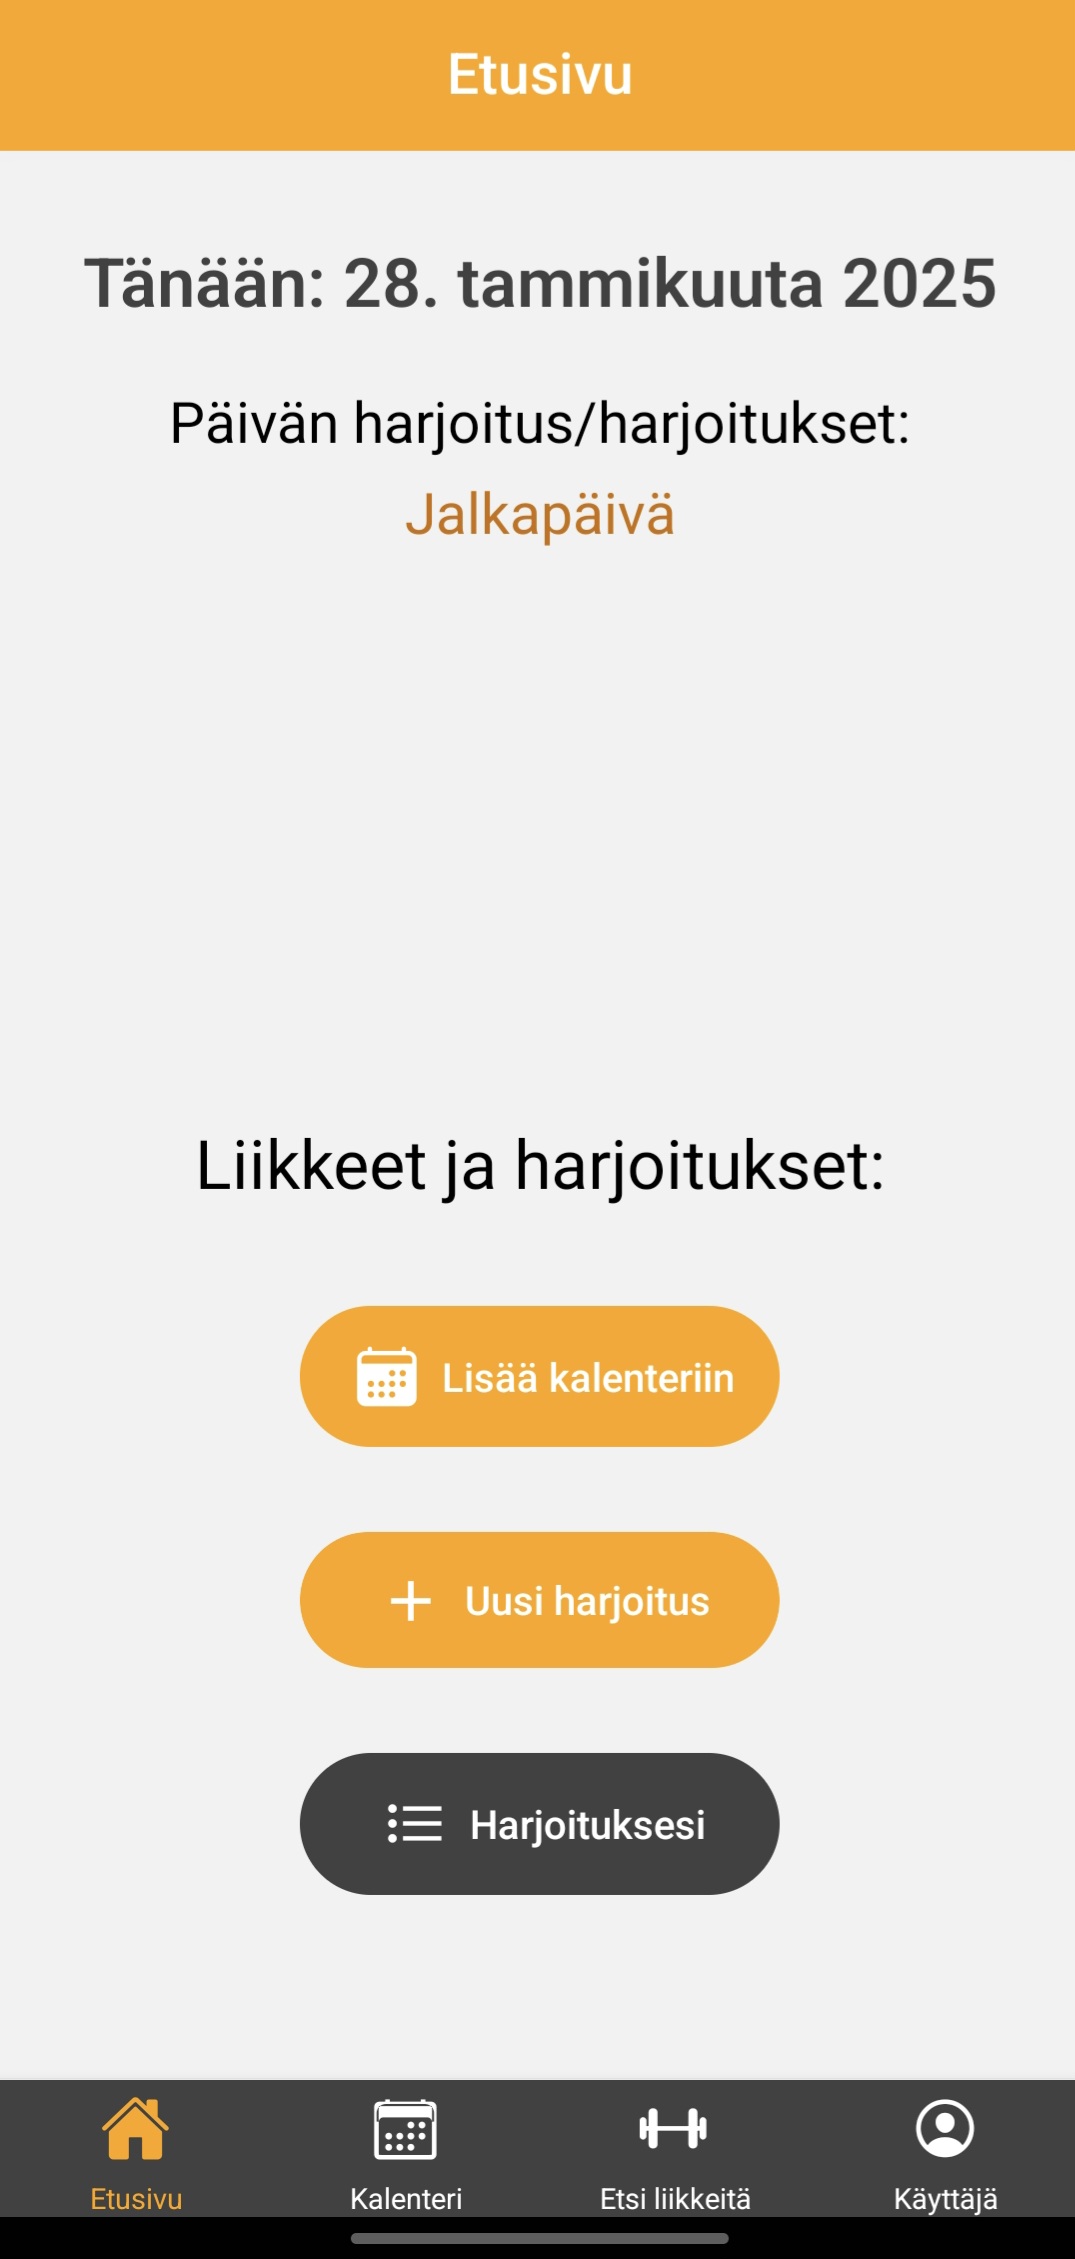 Etusivu
Tänään: 28. tammikuuta 2025
Päivän harjoitus/harjoitukset:
Jalkapäivä
Liikkeet ja harjoitukset:
Lisää kalenteriin
Uusi harjoitus
Harjoituksesi
Etusivu
Kalenteri
Etsi liikkeitä
Käyttäjä